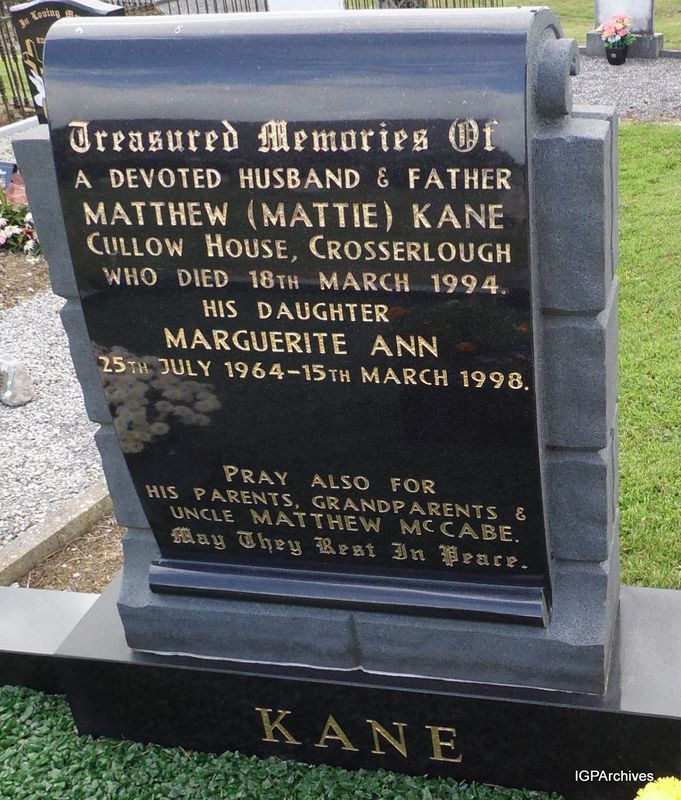 In Loving
Treasured Memories Of
A DEVOTED HUSBAND & FATHER
MATTHEW (MATTIE) KANE
CULLOW HOUSE, CROSSERLOUGH
WHO DIED 18TH MARCH 1994.
HIS DAUGHTER
MARGUERITE ANN
25TH JULY 1964-15TH MARCH 1998.
PRAY ALSO FOR
HIS PARENTS, GRANDPARENTS &
UNCLE MATTHEW MCCABE.
May They Rest In Peace.
KANE
IGPArchives